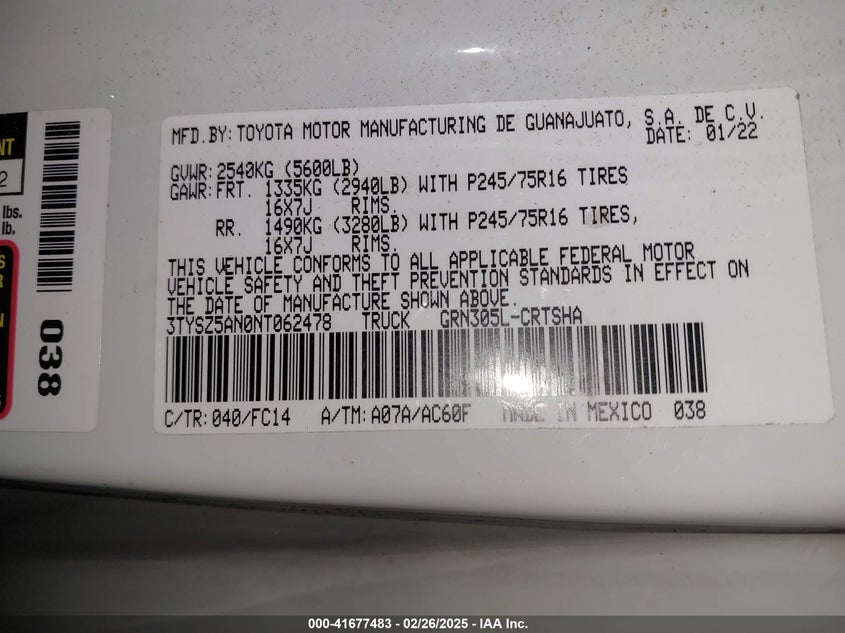 MFD.BY: TOYOTA MOTOR MANUFACTURING DE GUANAJUATO, S.A. DE C.V.
DATE: 01/22
GVWR: 2540KG (5600LB)
GAWR: FRT. 1335KG (2940LB) WITH P245/75R16 TIRES
16X7J RIMS.
RR. 1490KG (3280LB) WITH P245/75R16 TIRES,
16X7J RIMS.
THIS VEHICLE CONFORMS TO ALL APPLICABLE FEDERAL MOTOR
VEHICLE SAFETY AND THEFT PREVENTION STANDARDS IN EFFECT ON
THE DATE OF MANUFACTURE SHOWN ABOVE.
3TYSZ5AN0NT062478 TRUCK GRN305L-CRTSHA
C/TR: 040/FC14 A/TM: A07A/AC60F MADE IN MEXICO 038
NT
2
lbs.
lb.
S
R
N
038
000-41677483 - 02/26/2025 - IAA Inc.